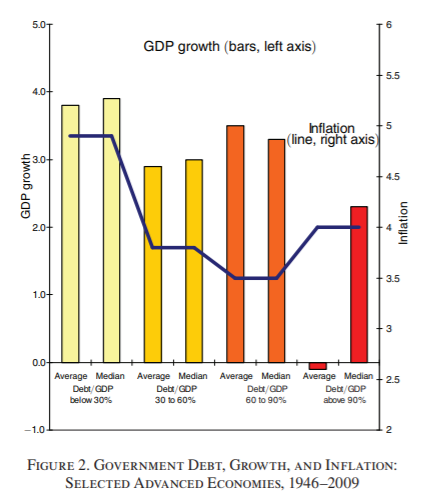 5.0
6
GDP growth (bars, left axis)
5.5
4.0
5
Inflation
(line, right axis)
3.0
4.5
GDP growth
2.0
4
Inflation
3.5
1.0
3
0.0
2.5
Average Median Average Median Average Median Average Median
Debt/GDP Debt/GDP Debt/GDP Debt/GDP
below 30% 30 to 60% 60 to 90% above 90%
−1.0
2
FIGURE 2. GOVERNMENT DEBT, GROWTH, AND INFLATION:
SELECTED ADVANCED ECONOMIES, 1946–2009